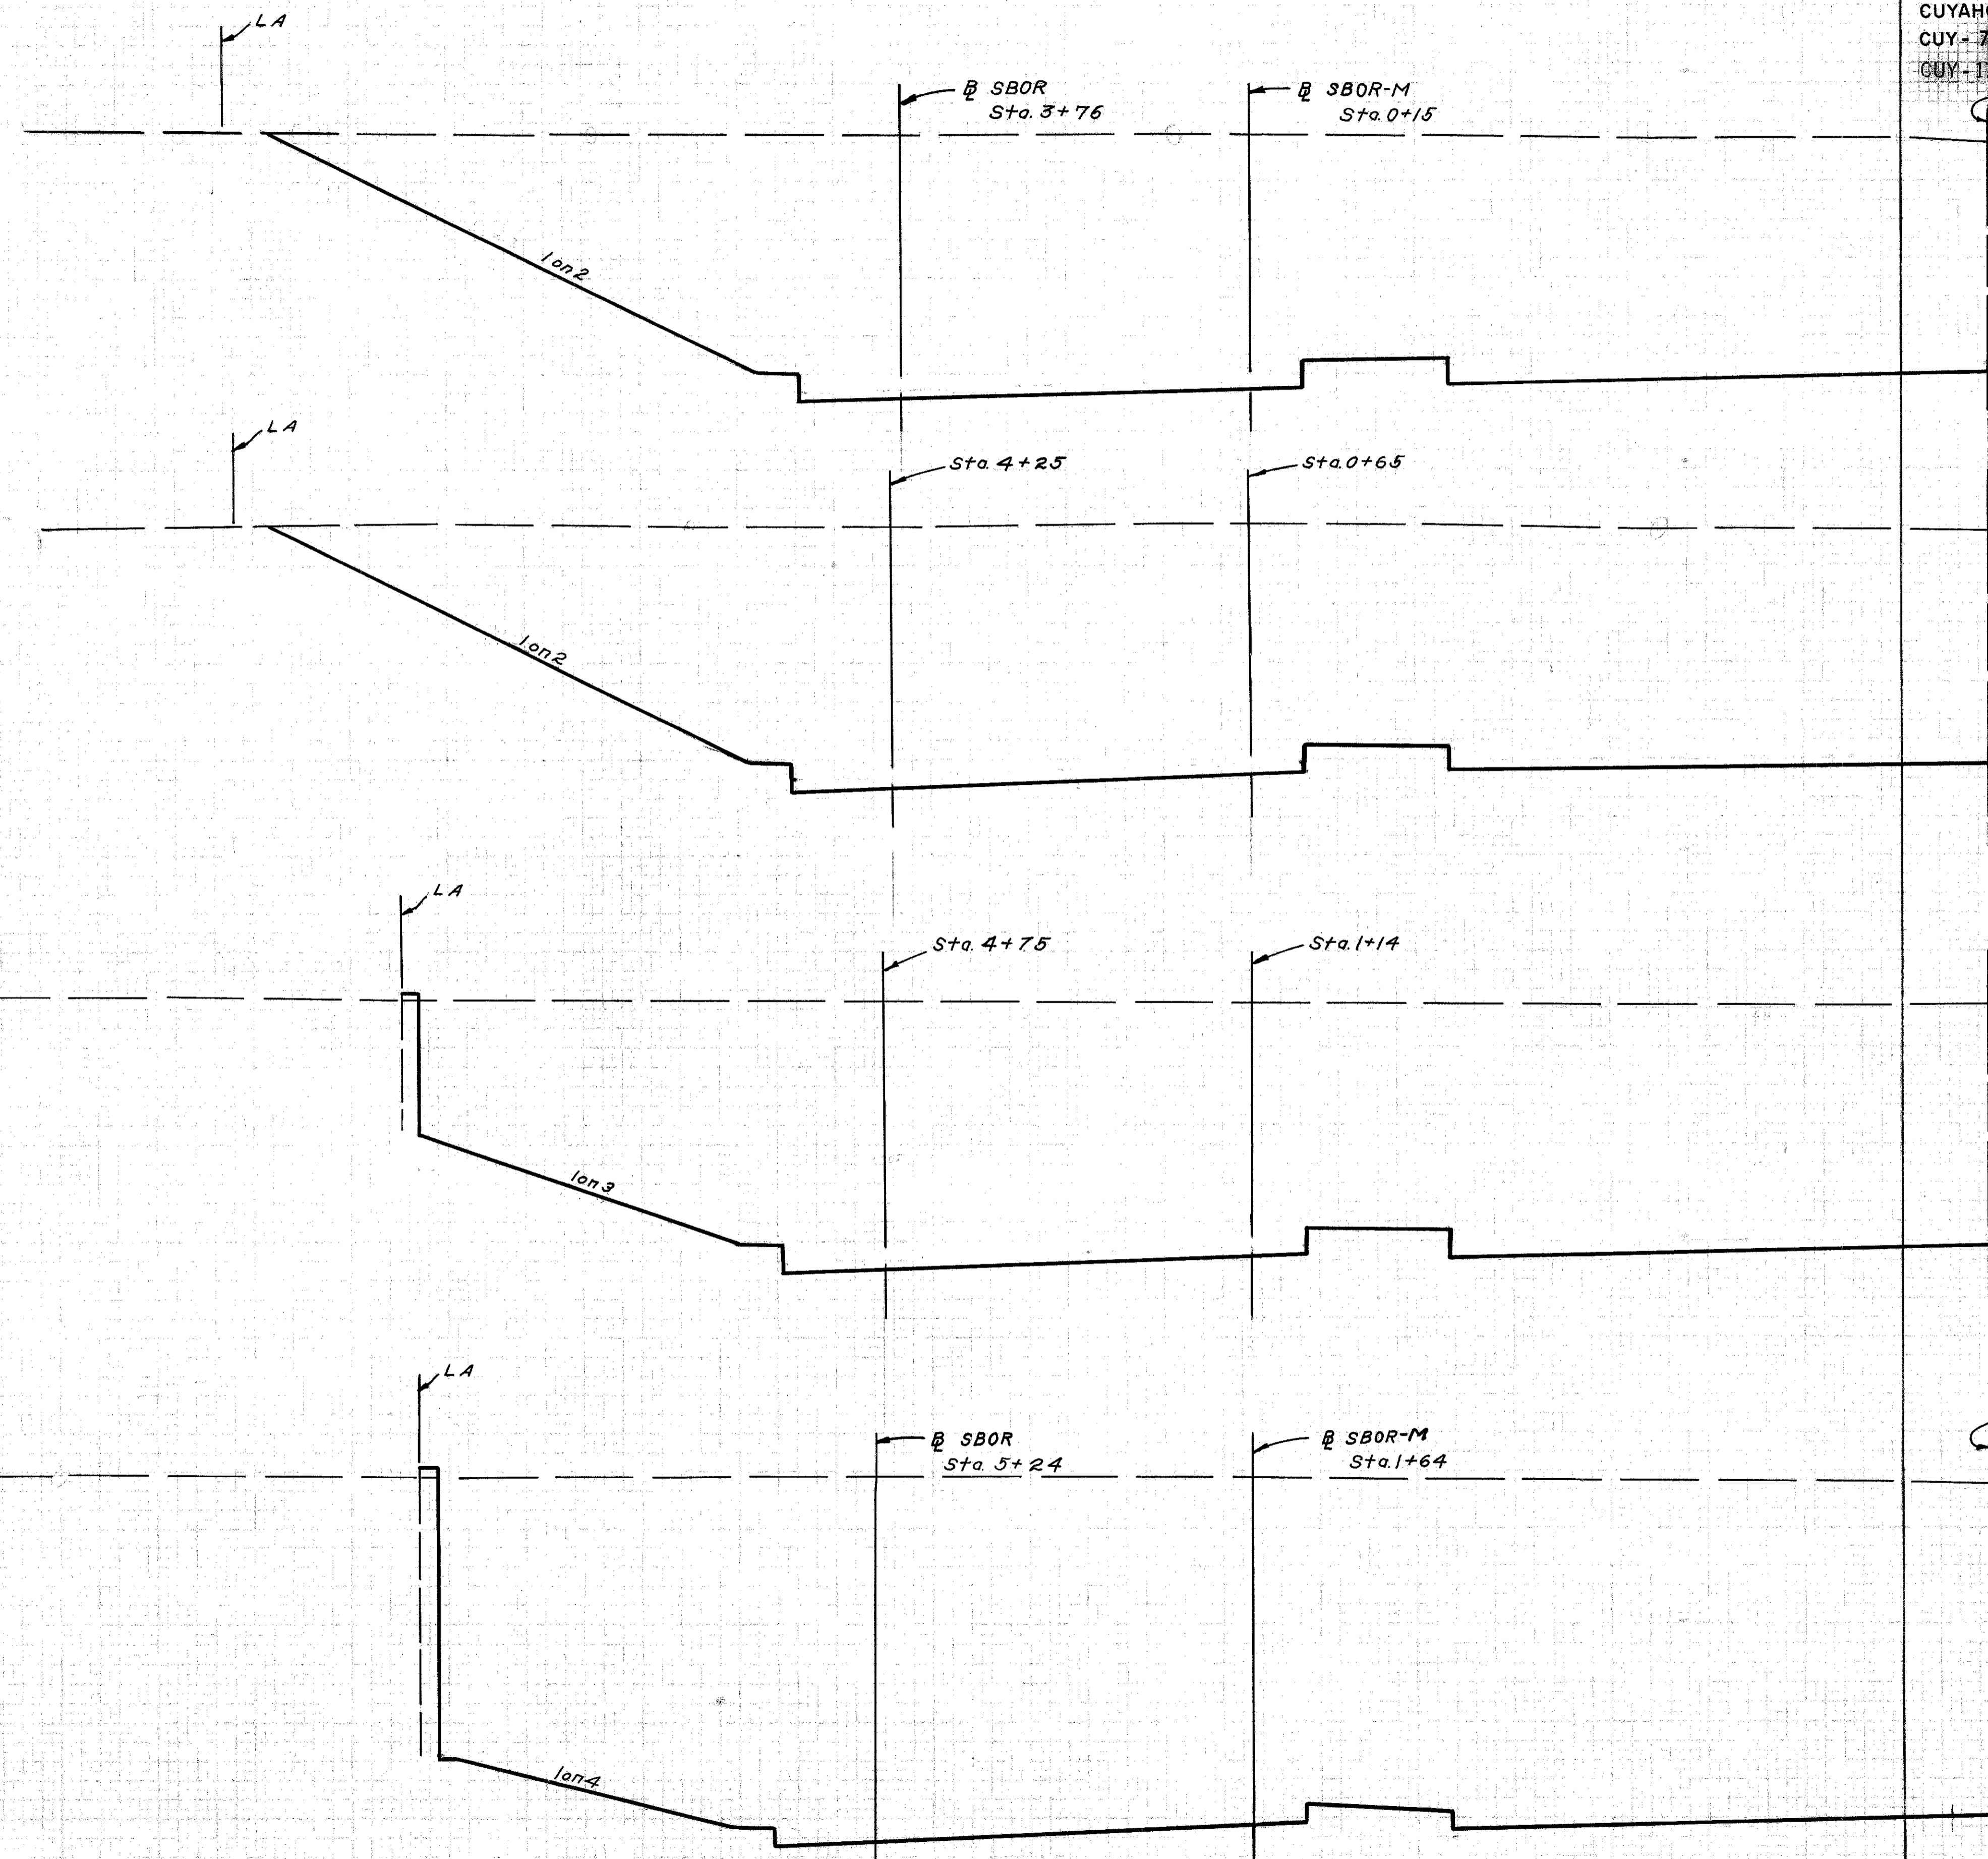 CUYAH
CUY - 7
CUY - 1
LA
℄ SBOR
Sta. 3+76
℄ SBOR-M
Sta. 0+15
1 on 2
LA
Sta. 4+25
Sta. 0+65
1 on 2
LA
Sta. 4+75
Sta. 1+14
1 on 3
LA
℄ SBOR
Sta. 5+24
℄ SBOR-M
Sta. 1+64
1 on 4